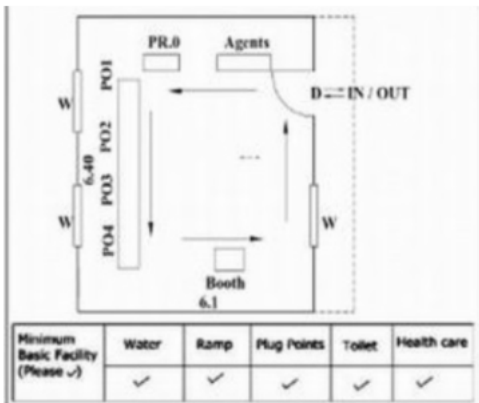 PR.0 Agents
PO1
D ⇌ IN / OUT
W
PO2
6.40
PO3
W
W
PO4
Booth
6.1
Minimum Basic Facility (Please ✓) Water Ramp Plug Points Toilet Health care
✓ ✓ ✓ ✓ ✓